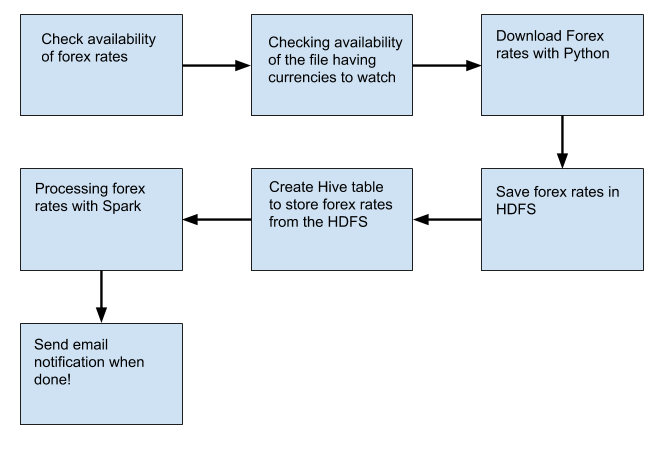 Check availability
of forex rates
Checking availability
of the file having
currencies to watch
Download Forex
rates with Python
Save forex rates in
HDFS
Create Hive table
to store forex rates
from the HDFS
Processing forex
rates with Spark
Send email
notification when
done!